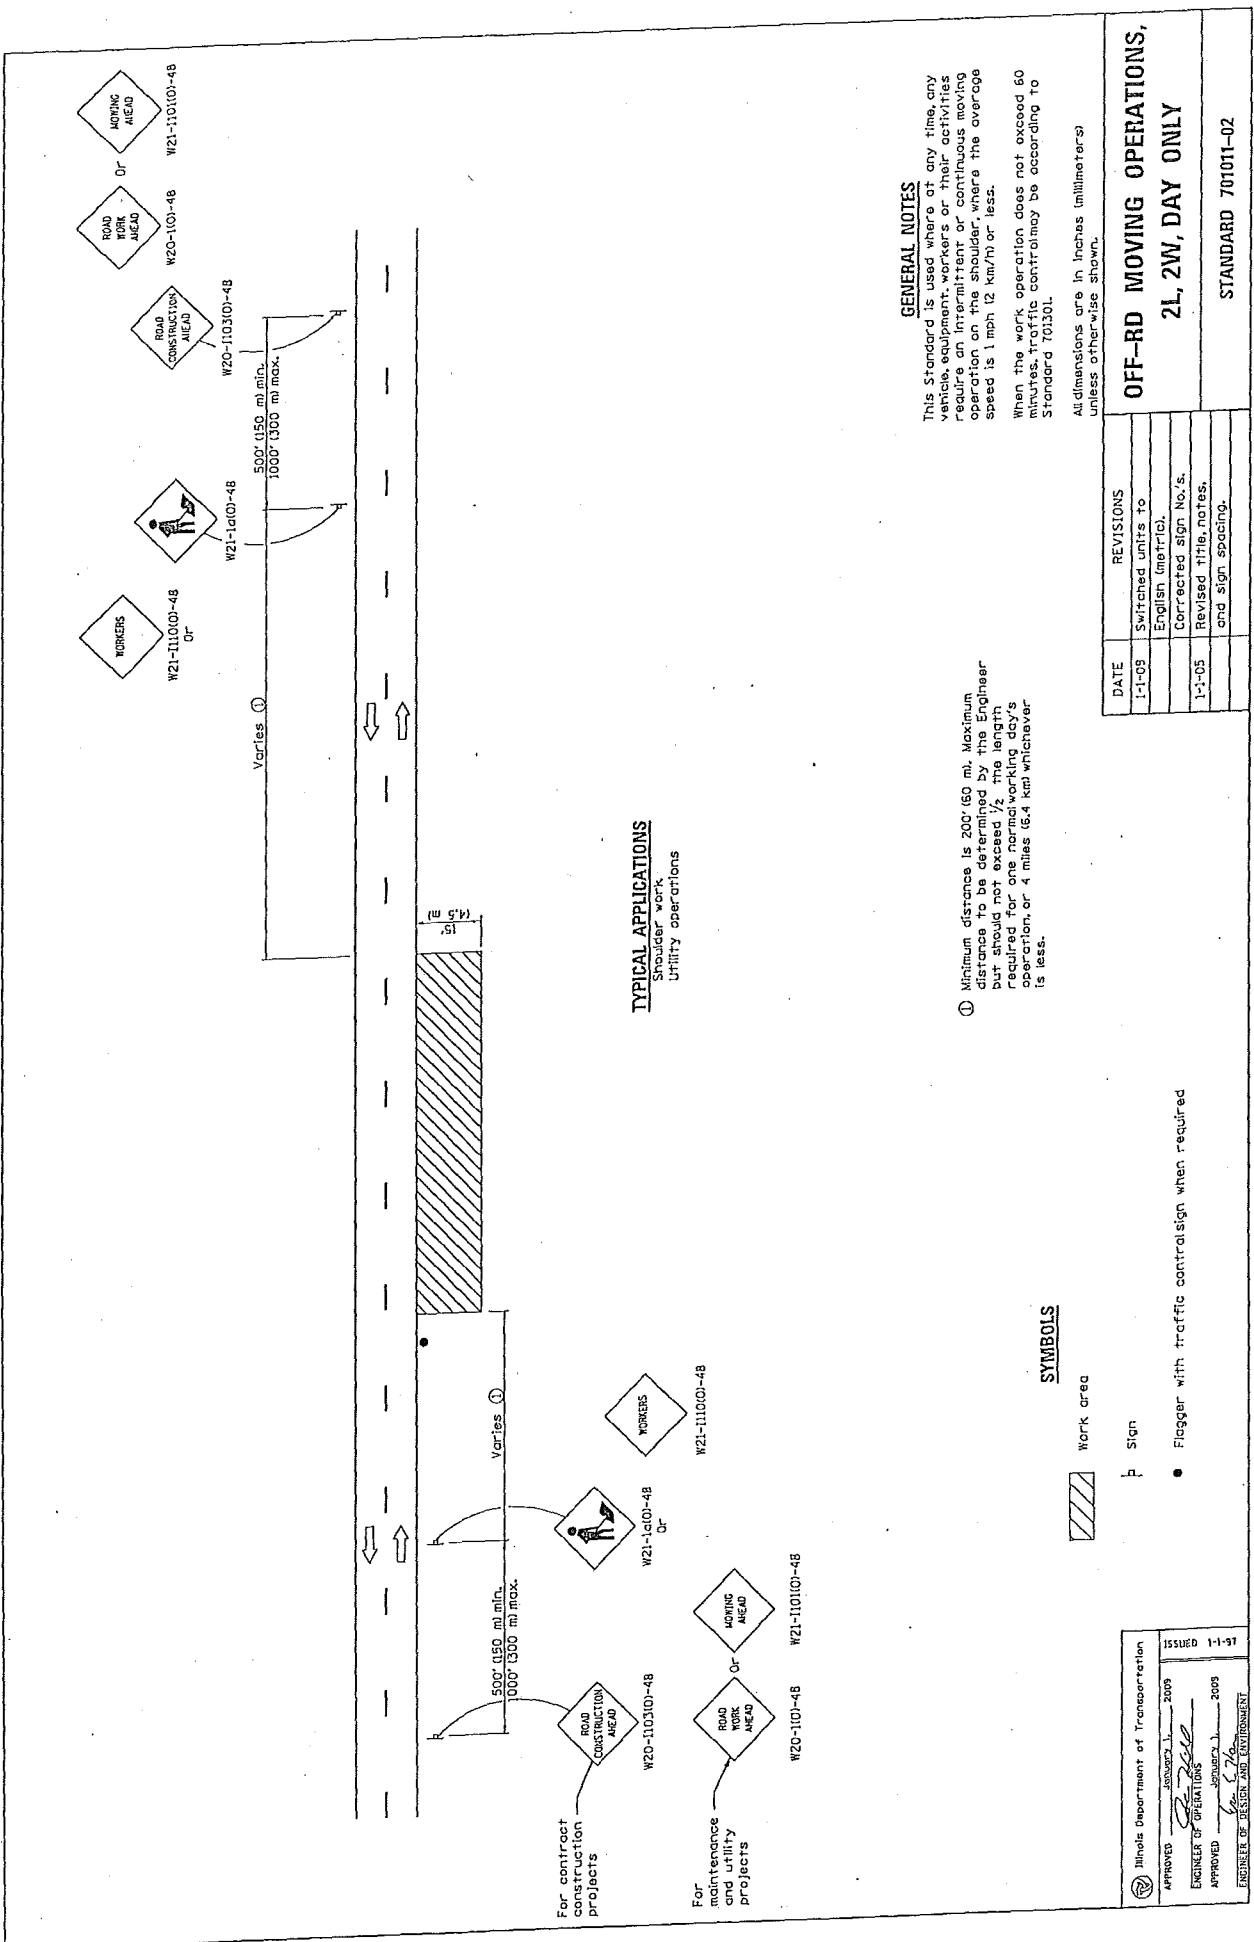 MOWING
AHEAD
W21-I101(O)-48
Or
ROAD
WORK
AHEAD
W20-1(O)-48
ROAD
CONSTRUCTION
AHEAD
W20-I103(O)-48
500' (150 m) min.
1000' (300 m) max.
W21-1a(O)-48
WORKERS
W21-I110(O)-48
Or
Varies ①
15'
(4.5 m)
Varies ①
WORKERS
W21-I110(O)-48
W21-1a(O)-48
Or
500' (150 m) min.
1000' (300 m) max.
ROAD
CONSTRUCTION
AHEAD
W20-I103(O)-48
For contract
construction
projects
MOWING
AHEAD
W21-I101(O)-48
Or
ROAD
WORK
AHEAD
W20-1(O)-48
For
maintenance
and utility
projects
TYPICAL APPLICATIONS
Shoulder work
Utility operations
① Minimum distance is 200' (60 m). Maximum
distance to be determined by the Engineer
but should not exceed ½ the length
required for one normal working day's
operation, or 4 miles (6.4 km) whichever
is less.
GENERAL NOTES
This Standard is used where at any time, any
vehicle, equipment, workers or their activities
require an intermittent or continuous moving
operation on the shoulder, where the average
speed is 1 mph (2 km/h) or less.
When the work operation does not exceed 60
minutes, traffic control may be according to
Standard 701301.
All dimensions are in inches (millimeters)
unless otherwise shown.
SYMBOLS
Work area
Sign
Flagger with traffic control sign when required
Illinois Department of Transportation
APPROVED January 1, 2009
ENGINEER OF OPERATIONS
APPROVED January 1, 2009
ENGINEER OF DESIGN AND ENVIRONMENT
ISSUED 1-1-97
DATE REVISIONS
1-1-09 Switched units to
English (metric).
Corrected sign No.'s.
1-1-05 Revised title, notes,
and sign spacing.
OFF-RD MOVING OPERATIONS,
2L, 2W, DAY ONLY
STANDARD 701011-02